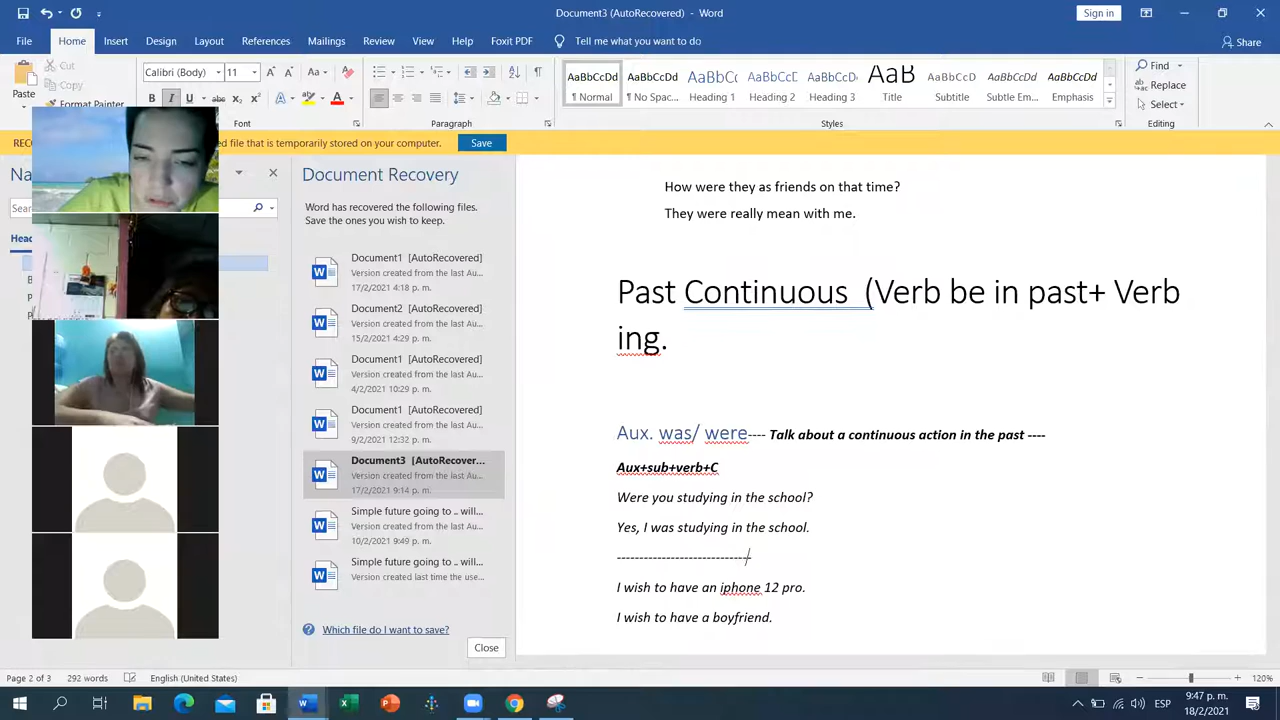 Document3 (AutoRecovered) - Word
Sign in
File Home Insert Design Layout References Mailings Review View Help Foxit PDF Tell me what you want to do Share
Cut
Copy
Format Painter
Paste
Calibri (Body) 11
Font
Paragraph
AaBbCcDd AaBbCcDd AaBbC( AaBbCcD AaBbCcD AaB AaBbCcD AaBbCcDd AaBbCcDd
¶ Normal ¶ No Spac... Heading 1 Heading 2 Heading 3 Title Subtitle Subtle Em... Emphasis
Styles
Find
Replace
Select
Editing
file that is temporarily stored on your computer. Save
Document Recovery
Word has recovered the following files.
Save the ones you wish to keep.
Document1 [AutoRecovered]
Version created from the last Au...
17/2/2021 4:18 p. m.
Document2 [AutoRecovered]
Version created from the last Au...
15/2/2021 4:29 p. m.
Document1 [AutoRecovered]
Version created from the last Au...
4/2/2021 10:29 p. m.
Document1 [AutoRecovered]
Version created from the last Au...
9/2/2021 12:32 p. m.
Document3 [AutoRecover...
Version created from the last Au...
17/2/2021 9:14 p. m.
Simple future going to .. will...
Version created from the last Au...
10/2/2021 9:49 p. m.
Simple future going to .. will...
Version created last time the use...
Which file do I want to save?
Close
How were they as friends on that time?
They were really mean with me.
Past Continuous (Verb be in past+ Verb
ing.
Aux. was/ were---- Talk about a continuous action in the past ----
Aux+sub+verb+C
Were you studying in the school?
Yes, I was studying in the school.
------------------------------
I wish to have an iphone 12 pro.
I wish to have a boyfriend.
Page 2 of 3 292 words English (United States) 120%
ESP
9:47 p. m.
18/2/2021